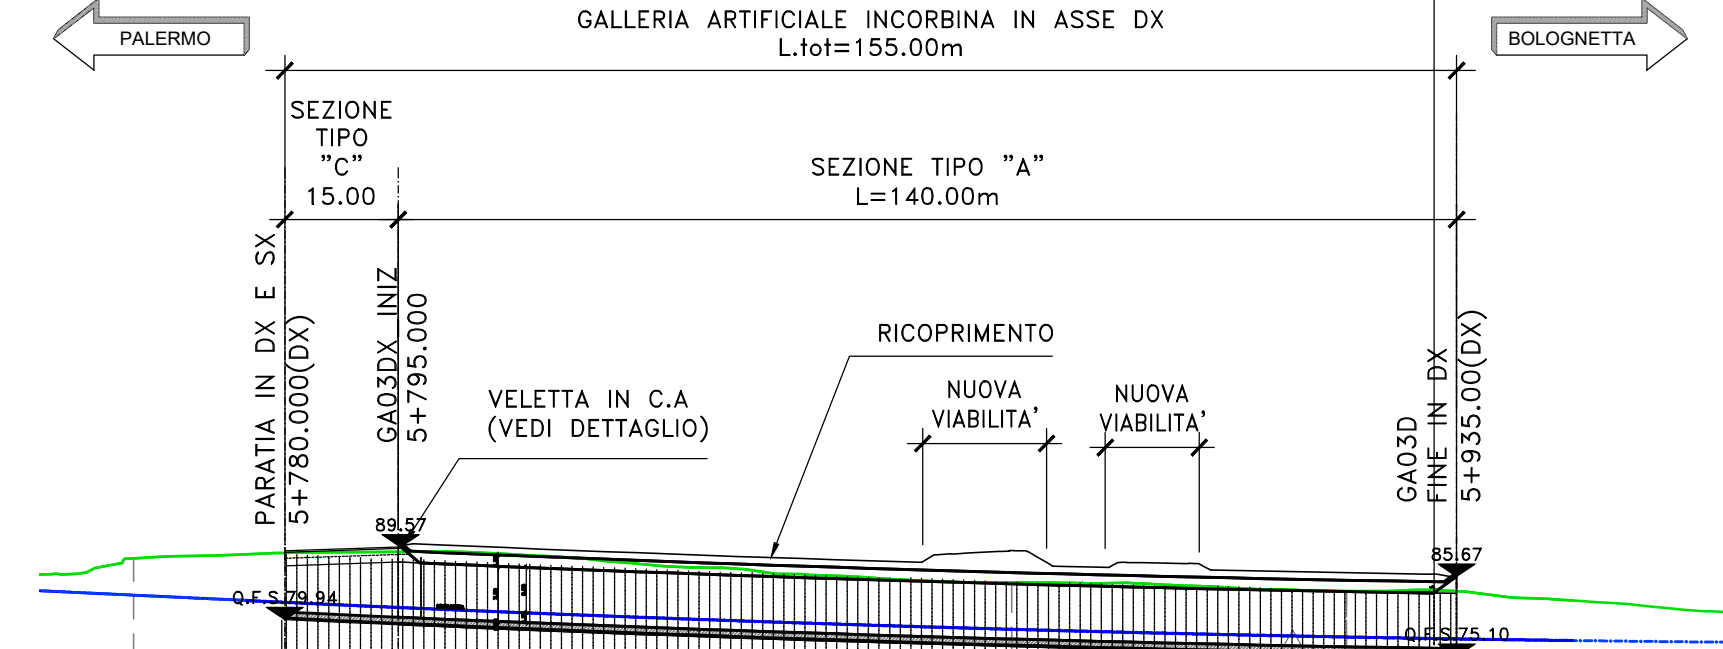 GALLERIA ARTIFICIALE INCORBINA IN ASSE DX
L.tot=155.00m
PALERMO
BOLOGNETTA
SEZIONE
TIPO
"C"
15.00
SEZIONE TIPO "A"
L=140.00m
PARATIA IN DX E SX
5+780.000(DX)
GA03DX INIZ
5+795.000
VELETTA IN C.A
(VEDI DETTAGLIO)
RICOPRIMENTO
NUOVA
VIABILITA'
NUOVA
VIABILITA'
GA03D
FINE IN DX
5+935.00(DX)
89.57
85.67
Q.F.S.79.94
Q.F.S.75.10